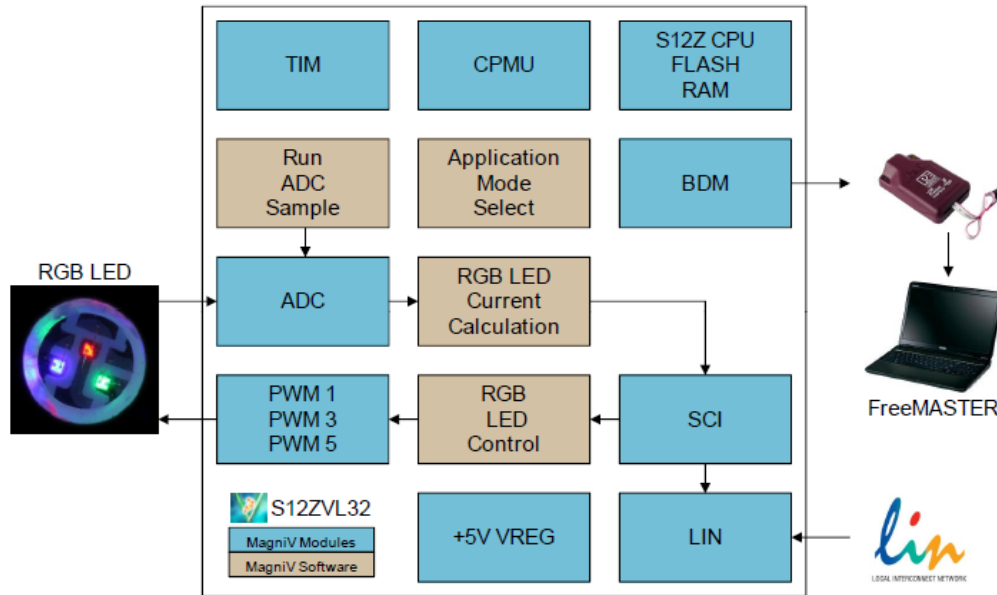 TIM
CPMU
S12Z CPU
FLASH
RAM
Run
ADC
Sample
Application
Mode
Select
BDM
RGB LED
ADC
RGB LED
Current
Calculation
PWM 1
PWM 3
PWM 5
RGB
LED
Control
SCI
FreeMASTER
S12ZVL32
MagniV Modules
MagniV Software
+5V VREG
LIN
lin
LOCAL INTERCONNECT NETWORK